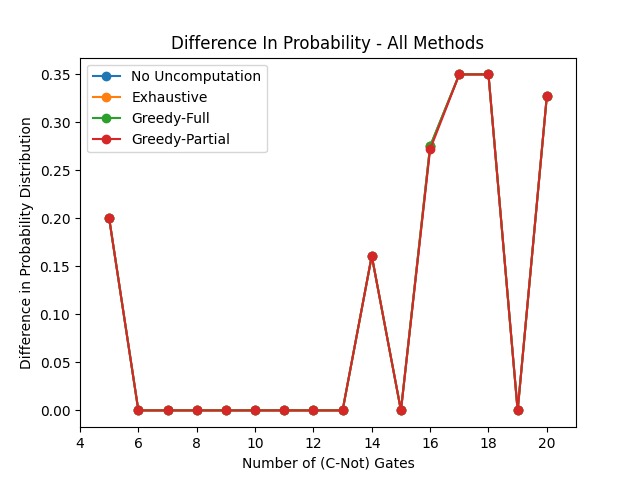 Difference In Probability - All Methods
No Uncomputation
Exhaustive
Greedy-Full
Greedy-Partial
Difference in Probability Distribution
0.35
0.30
0.25
0.20
0.15
0.10
0.05
0.00
4 6 8 10 12 14 16 18 20
Number of (C-Not) Gates